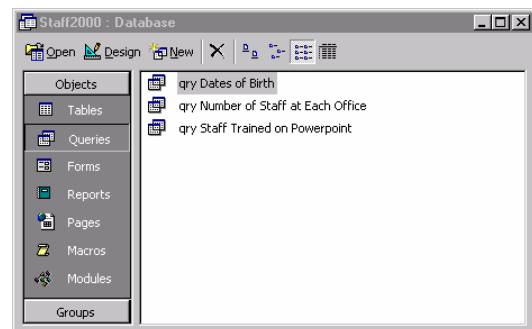 Staff2000 : Database
Open Design New
Objects
Tables
Queries
Forms
Reports
Pages
Macros
Modules
Groups
qry Dates of Birth
qry Number of Staff at Each Office
qry Staff Trained on Powerpoint